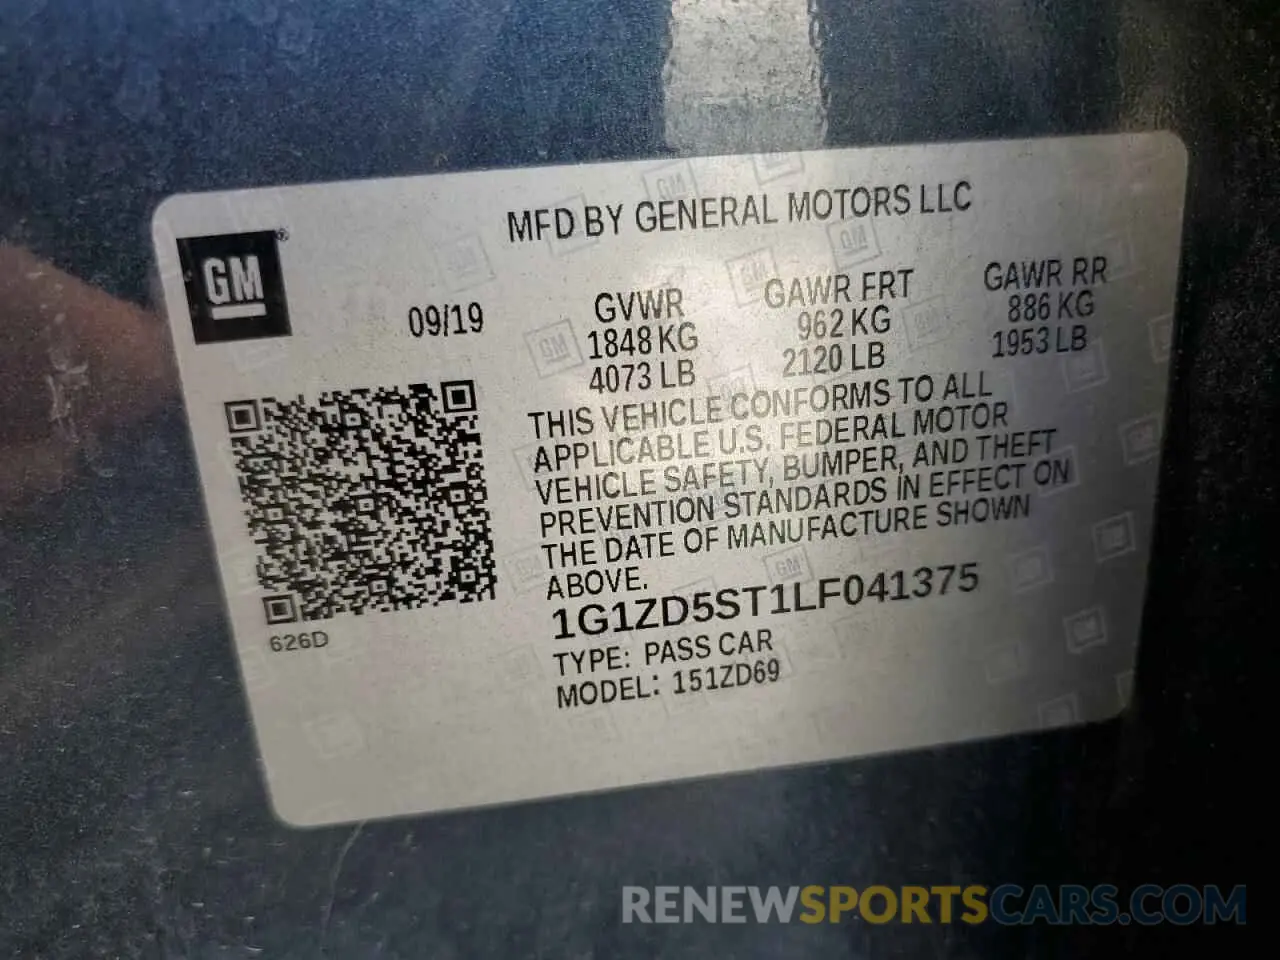 MFD BY GENERAL MOTORS LLC
GM®
09/19
GVWR
1848 KG
4073 LB
GAWR FRT
962 KG
2120 LB
GAWR RR
886 KG
1953 LB
THIS VEHICLE CONFORMS TO ALL
APPLICABLE U.S. FEDERAL MOTOR
VEHICLE SAFETY, BUMPER, AND THEFT
PREVENTION STANDARDS IN EFFECT ON
THE DATE OF MANUFACTURE SHOWN
ABOVE.
1G1ZD5ST1LF041375
TYPE: PASS CAR
MODEL: 151ZD69
626D
RENEWSPORTSCARS.COM